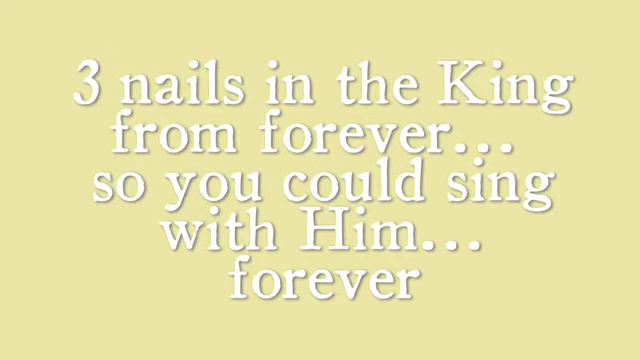 3 nails in the King
from forever...
so you could sing
with Him...
forever